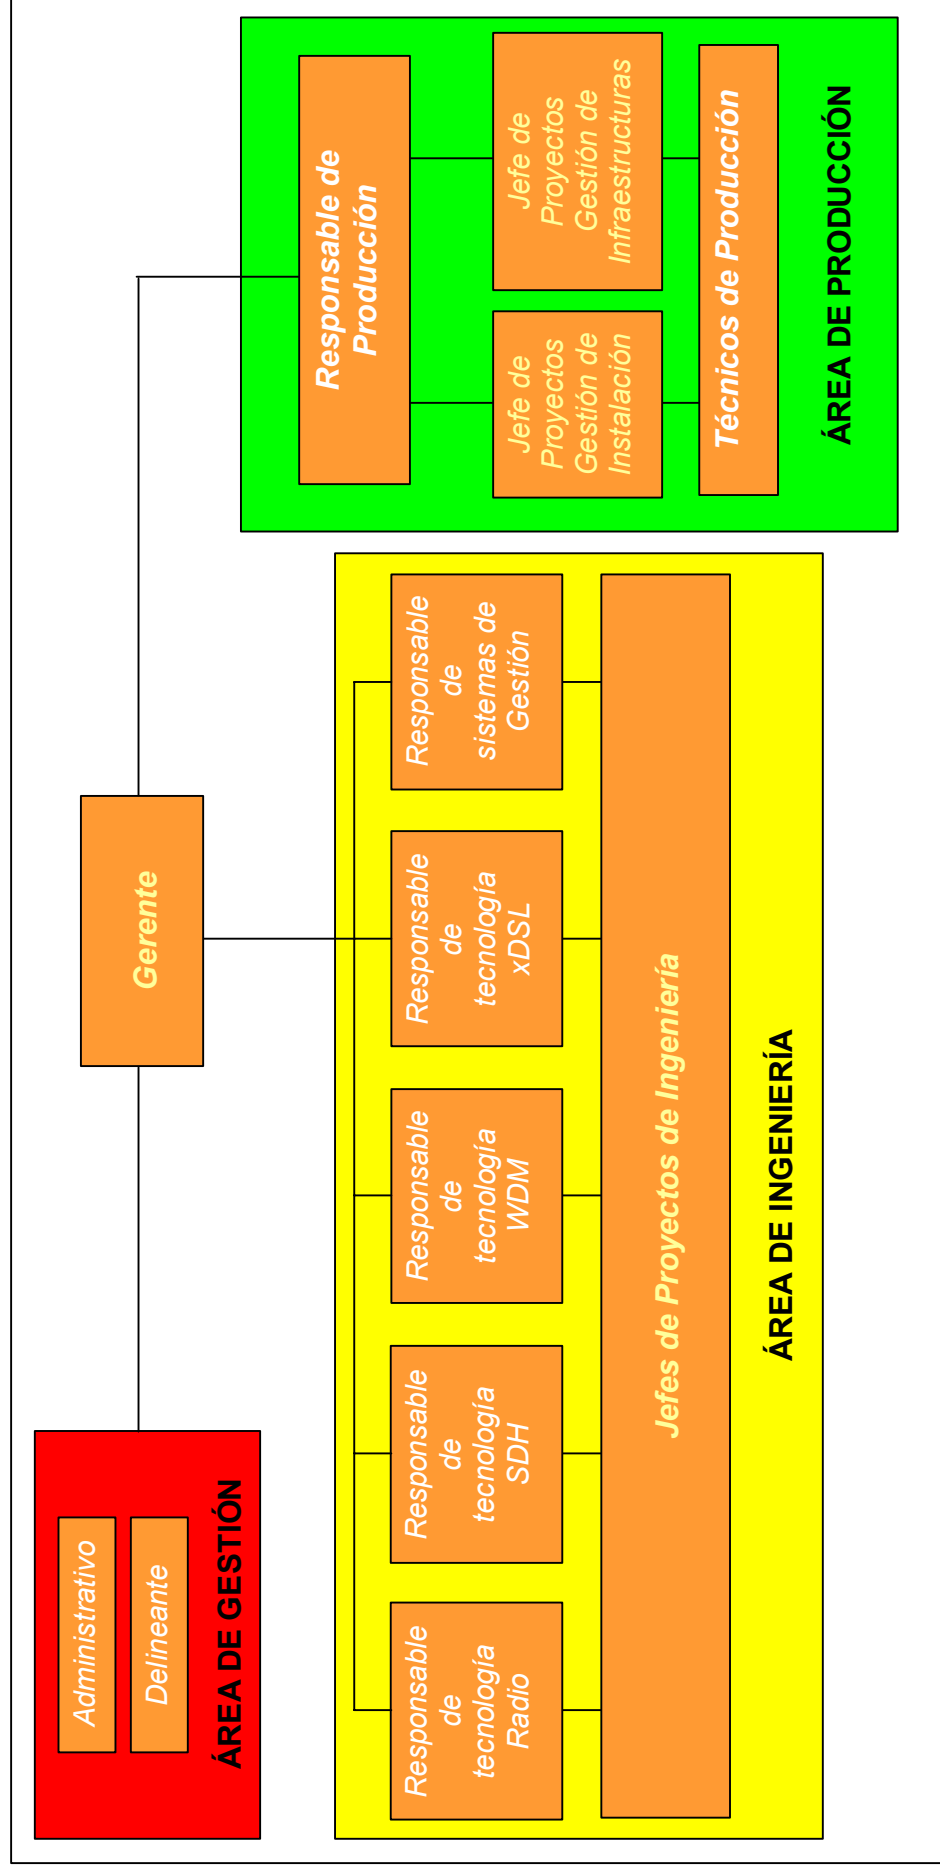 Gerente
Administrativo
Delineante
ÁREA DE GESTIÓN
Responsable
de
tecnología
Radio
Responsable
de
tecnología
SDH
Responsable
de
tecnología
WDM
Responsable
de
tecnología
xDSL
Responsable
de
sistemas de
Gestión
Jefes de Proyectos de Ingeniería
ÁREA DE INGENIERÍA
Responsable de
Producción
Jefe de
Proyectos
Gestión de
Instalación
Jefe de
Proyectos
Gestión de
Infraestructuras
Técnicos de Producción
ÁREA DE PRODUCCIÓN